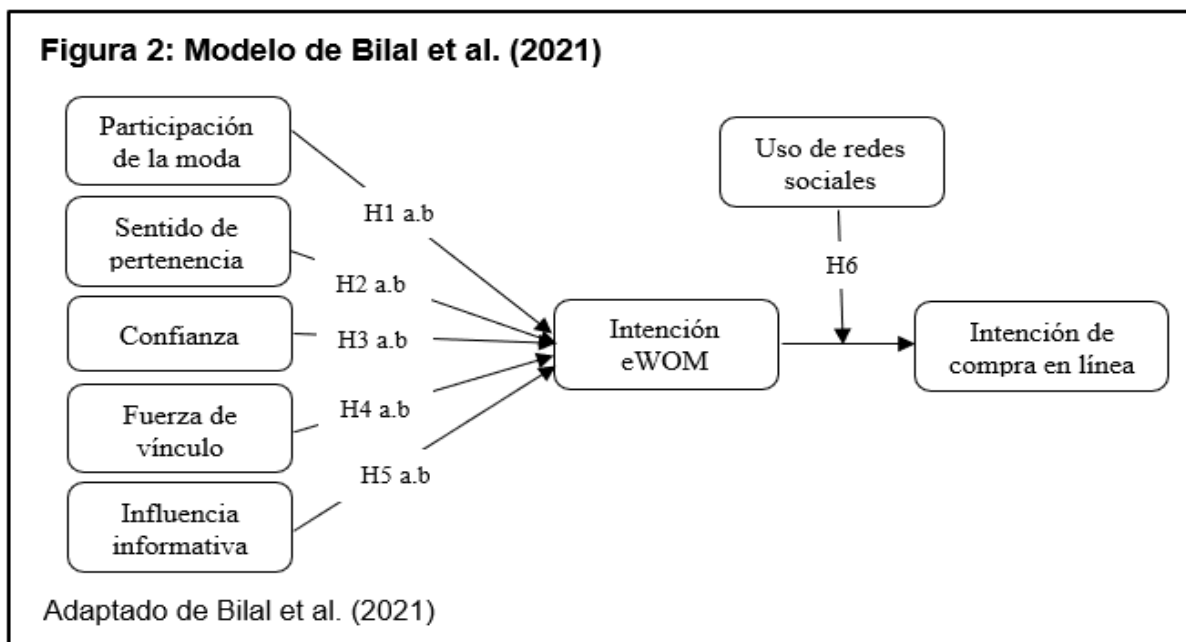 Figura 2: Modelo de Bilal et al. (2021)
Participación
de la moda
Sentido de
pertenencia
Confianza
Fuerza de
vínculo
Influencia
informativa
H1 a.b
H2 a.b
H3 a.b
H4 a.b
H5 a.b
Intención
eWOM
Uso de redes
sociales
H6
Intención de
compra en línea
Adaptado de Bilal et al. (2021)